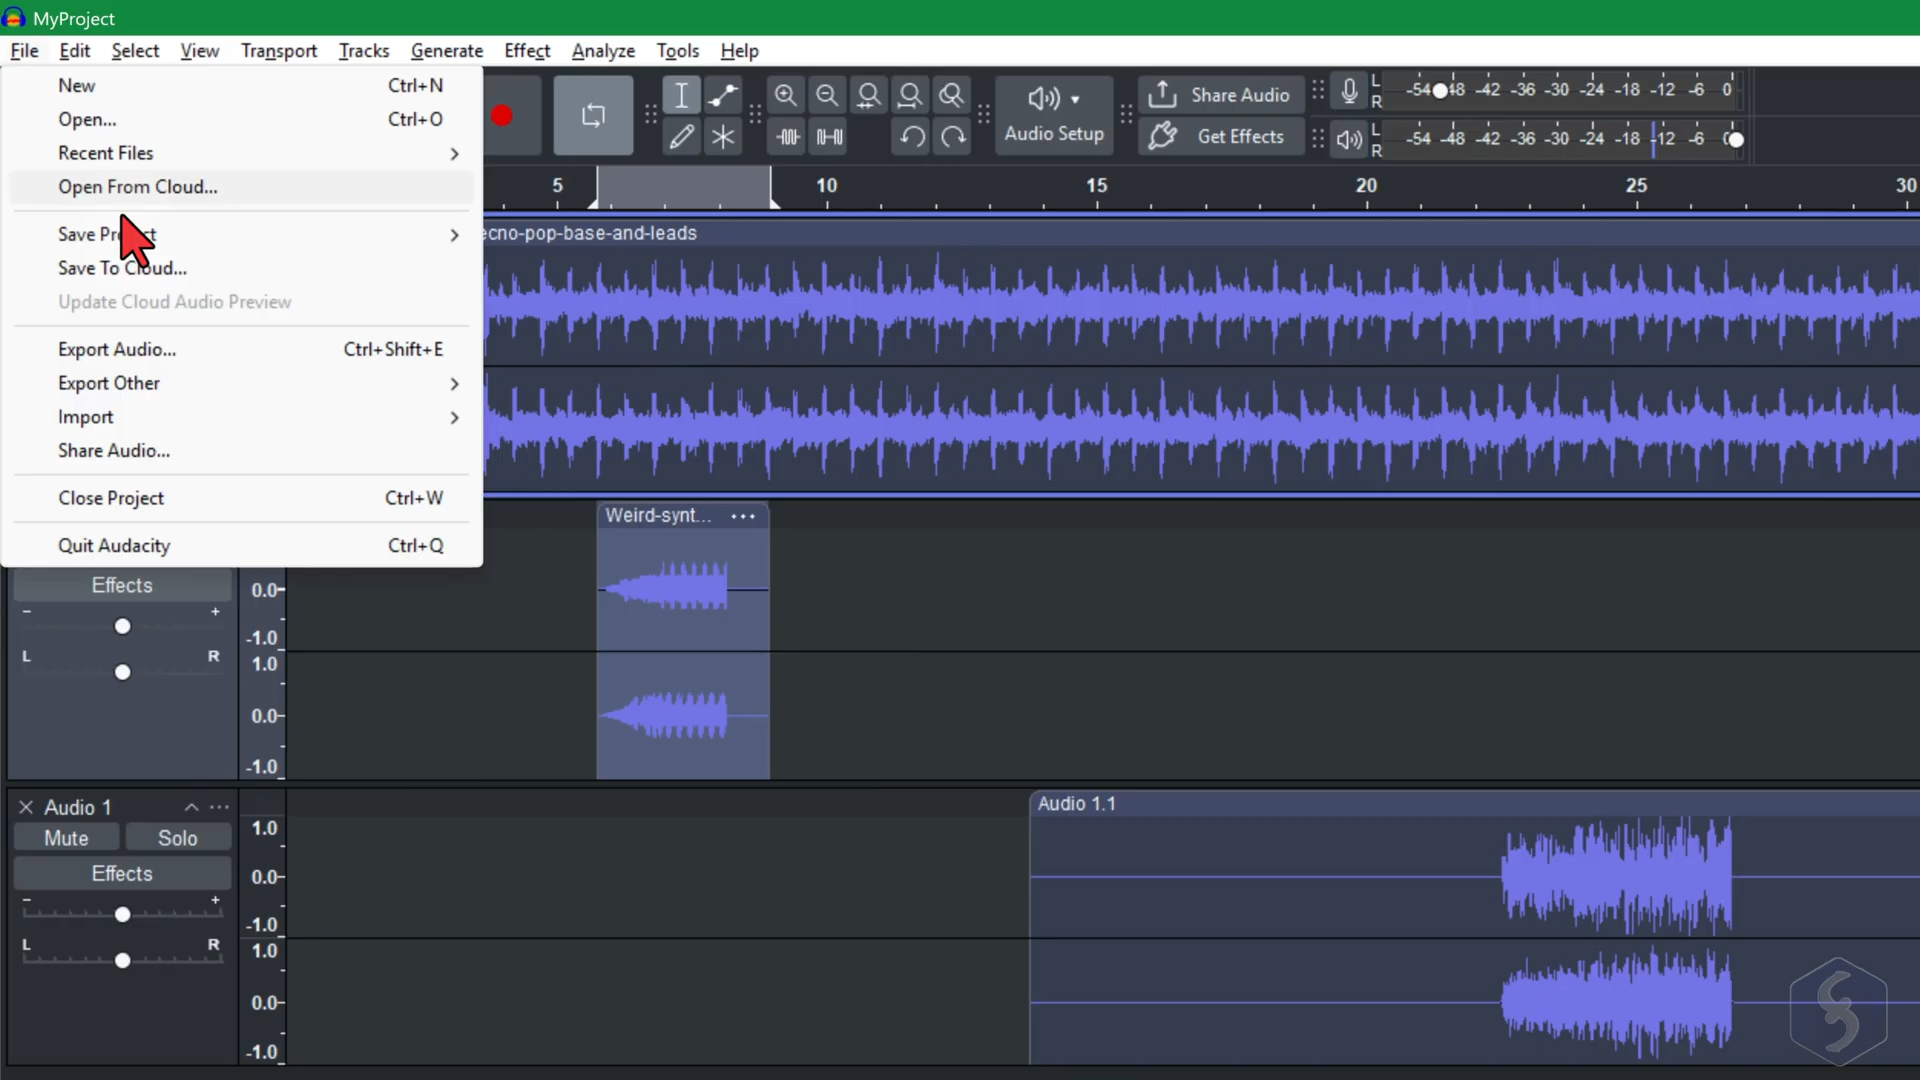 MyProject
File Edit Select View Transport Tracks Generate Effect Analyze Tools Help
New Ctrl+N
Open... Ctrl+O
Recent Files
Open From Cloud...
Save To Cloud...
Update Cloud Audio Preview
Export Audio... Ctrl+Shift+E
Export Other
Import
Share Audio...
Close Project Ctrl+W
Quit Audacity Ctrl+Q
Audio Setup
Share Audio
Get Effects
L
R
-54 -48 -42 -36 -30 -24 -18 -12 -6 0
L
R
-54 -48 -42 -36 -30 -24 -18 -12 -6
5 10 15 20 25 30
ecno-pop-base-and-leads
Weird-synt... 
Effects
- +
L R
0.0
-1.0
1.0
0.0
-1.0
Audio 1
Mute Solo
Effects
- +
L R
1.0
0.0
-1.0
1.0
0.0
-1.0
Audio 1.1